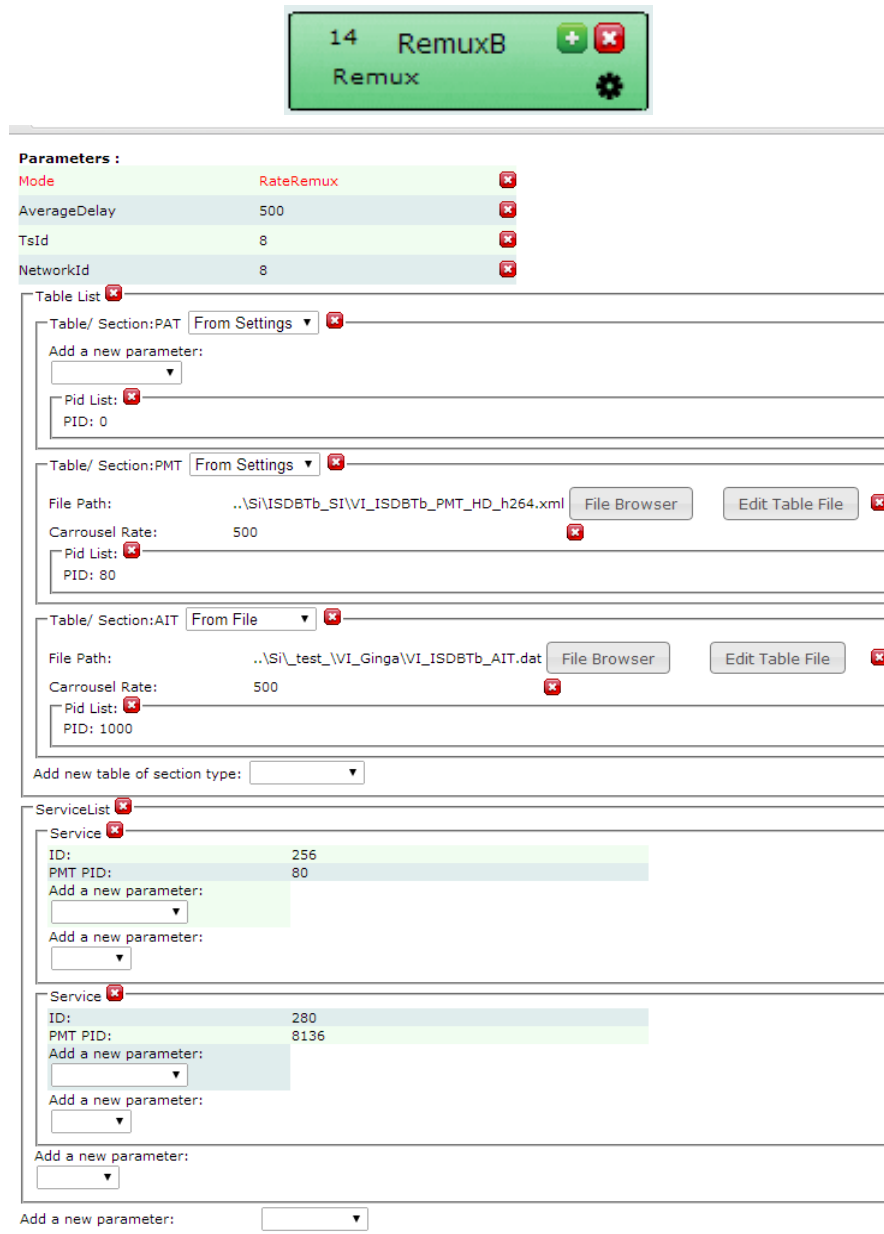 14 RemuxB
Remux
Parameters :
Mode RateRemux
AverageDelay 500
TsId 8
NetworkId 8
Table List
Table/ Section:PAT From Settings
Add a new parameter:
Pid List:
PID: 0
Table/ Section:PMT From Settings
File Path: ..\Si\ISDBTb_SI\VI_ISDBTb_PMT_HD_h264.xml File Browser Edit Table File
Carrousel Rate: 500
Pid List:
PID: 80
Table/ Section:AIT From File
File Path: ..\Si\_test_\VI_Ginga\VI_ISDBTb_AIT.dat File Browser Edit Table File
Carrousel Rate: 500
Pid List:
PID: 1000
Add new table of section type:
ServiceList
Service
ID: 256
PMT PID: 80
Add a new parameter:
Add a new parameter:
Service
ID: 280
PMT PID: 8136
Add a new parameter:
Add a new parameter:
Add a new parameter:
Add a new parameter: